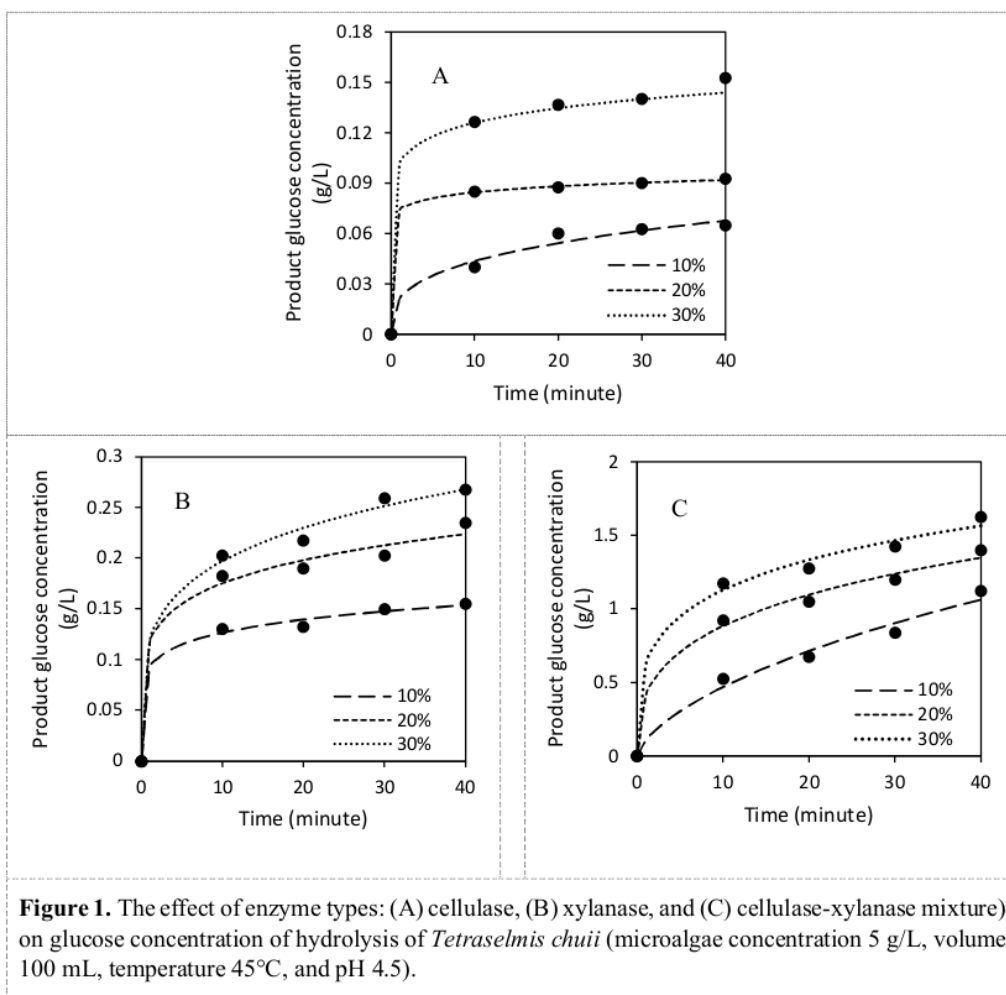 0.18
0.15
0.12
0.09
0.06
0.03
0
Product glucose concentration
(g/L)
A
10%
20%
30%
0 10 20 30 40
Time (minute)
0.3
0.25
0.2
0.15
0.1
0.05
0
Product glucose concentration
(g/L)
B
10%
20%
30%
0 10 20 30 40
Time (minute)
2
1.5
1
0.5
0
Product glucose concentration
(g/L)
C
10%
20%
30%
0 10 20 30 40
Time (minute)
Figure 1. The effect of enzyme types: (A) cellulase, (B) xylanase, and (C) cellulase-xylanase mixture)
on glucose concentration of hydrolysis of Tetraselmis chuii (microalgae concentration 5 g/L, volume
100 mL, temperature 45°C, and pH 4.5).